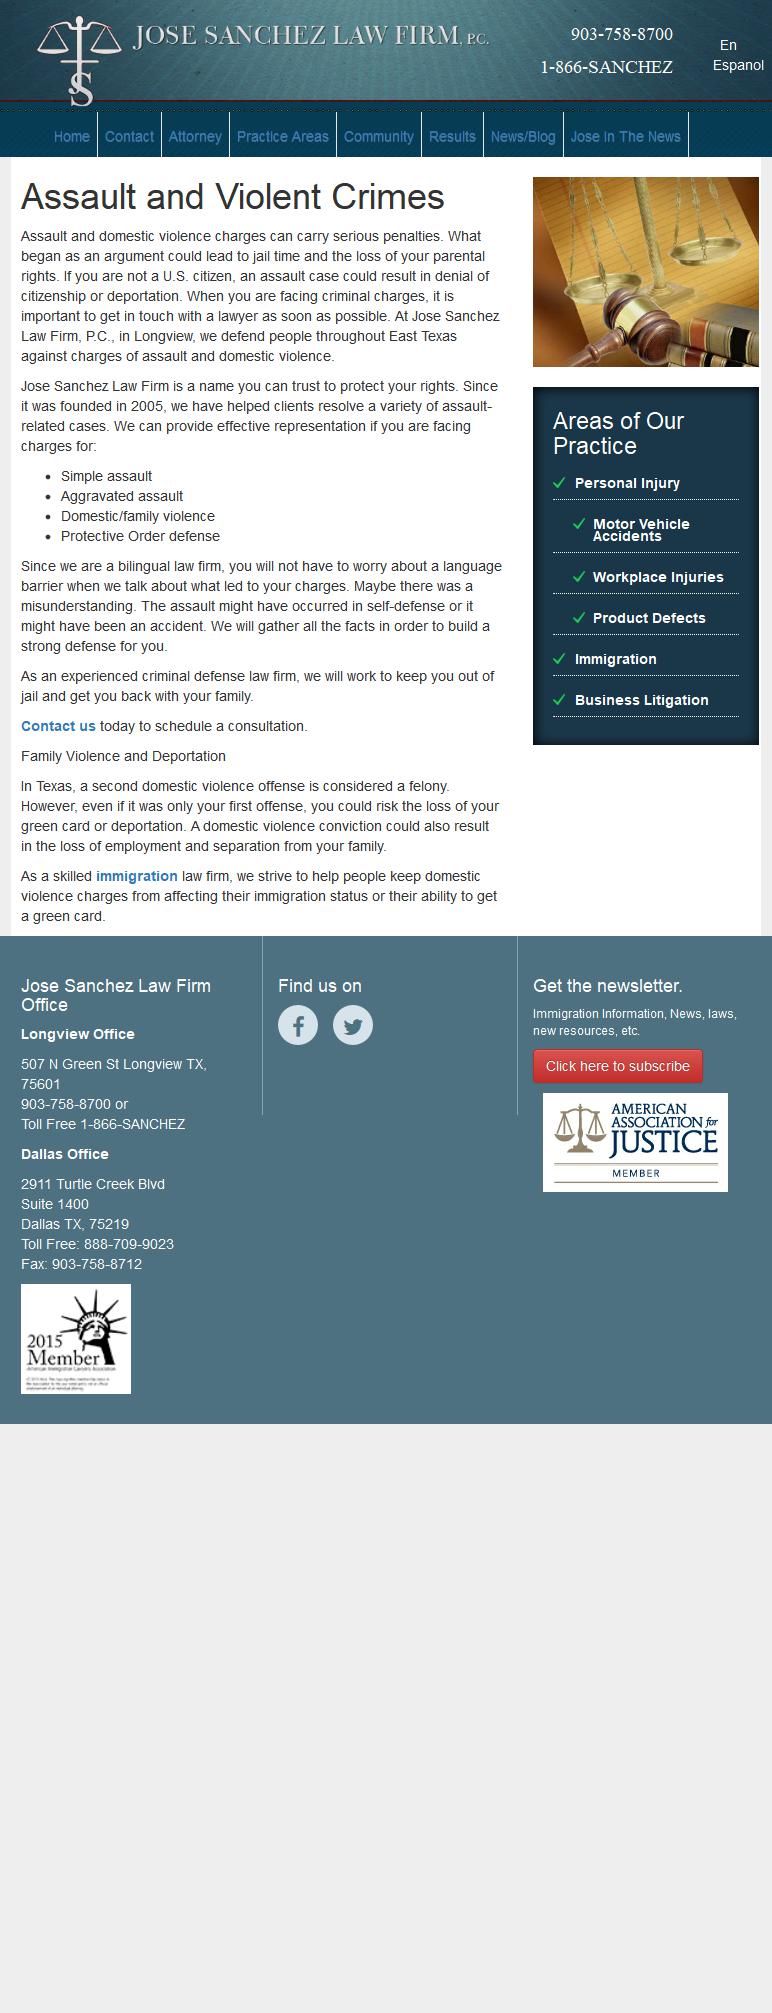 JOSE SANCHEZ LAW FIRM, P.C.
903-758-8700
1-866-SANCHEZ
En
Espanol
Home
Contact
Attorney
Practice Areas
Community
Results
News/Blog
Jose In The News
Assault and Violent Crimes
Assault and domestic violence charges can carry serious penalties. What
began as an argument could lead to jail time and the loss of your parental
rights. If you are not a U.S. citizen, an assault case could result in denial of
citizenship or deportation. When you are facing criminal charges, it is
important to get in touch with a lawyer as soon as possible. At Jose Sanchez
Law Firm, P.C., in Longview, we defend people throughout East Texas
against charges of assault and domestic violence.
Jose Sanchez Law Firm is a name you can trust to protect your rights. Since
it was founded in 2005, we have helped clients resolve a variety of assault-
related cases. We can provide effective representation if you are facing
charges for:
• Simple assault
• Aggravated assault
• Domestic/family violence
• Protective Order defense
Since we are a bilingual law firm, you will not have to worry about a language
barrier when we talk about what led to your charges. Maybe there was a
misunderstanding. The assault might have occurred in self-defense or it
might have been an accident. We will gather all the facts in order to build a
strong defense for you.
As an experienced criminal defense law firm, we will work to keep you out of
jail and get you back with your family.
Contact us today to schedule a consultation.
Family Violence and Deportation
In Texas, a second domestic violence offense is considered a felony.
However, even if it was only your first offense, you could risk the loss of your
green card or deportation. A domestic violence conviction could also result
in the loss of employment and separation from your family.
As a skilled immigration law firm, we strive to help people keep domestic
violence charges from affecting their immigration status or their ability to get
a green card.
Areas of Our
Practice
Personal Injury
Motor Vehicle
Accidents
Workplace Injuries
Product Defects
Immigration
Business Litigation
Jose Sanchez Law Firm
Office
Longview Office
507 N Green St Longview TX,
75601
903-758-8700 or
Toll Free 1-866-SANCHEZ
Dallas Office
2911 Turtle Creek Blvd
Suite 1400
Dallas TX, 75219
Toll Free: 888-709-9023
Fax: 903-758-8712
2015
Member
American Immigration Lawyers Association
Find us on
Get the newsletter.
Immigration Information, News, laws,
new resources, etc.
Click here to subscribe
AMERICAN
ASSOCIATION for
JUSTICE
MEMBER